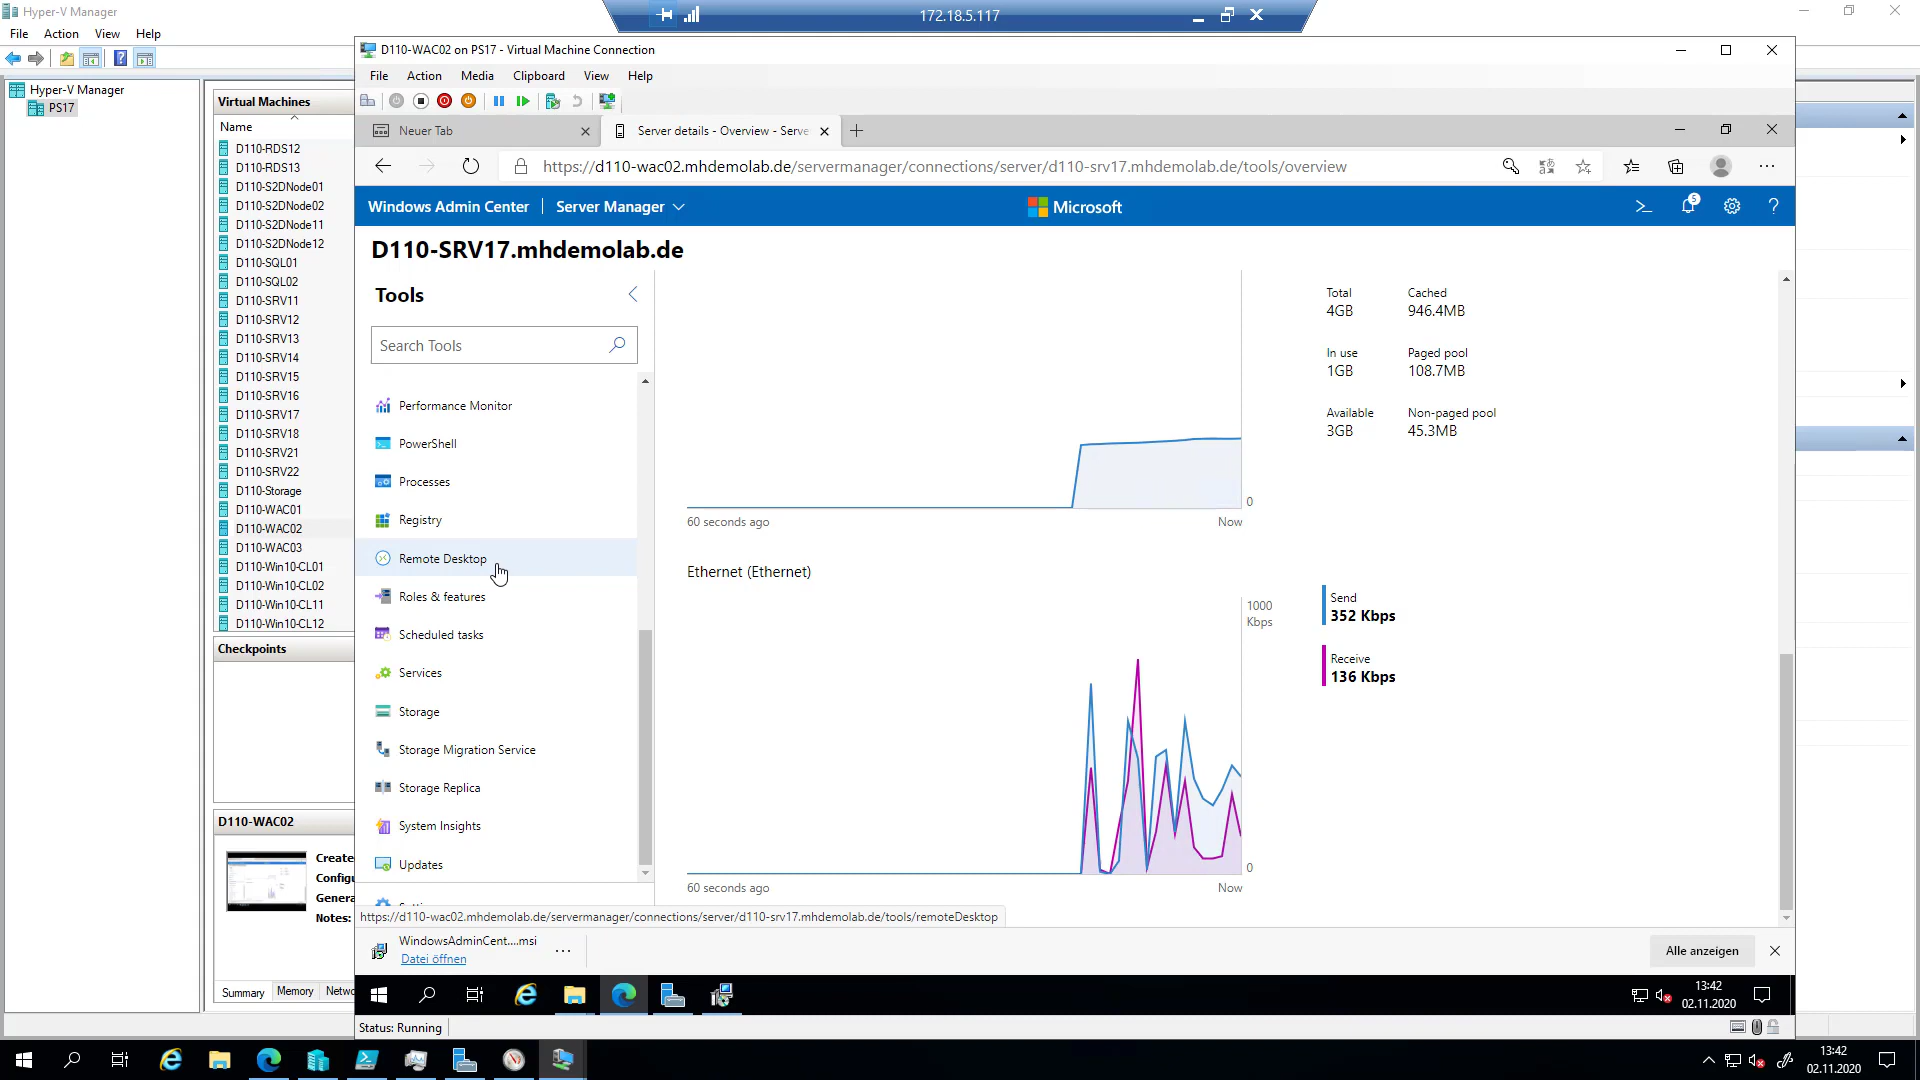 Hyper-V Manager
File Action View Help
172.18.5.117
D110-WAC02 on PS17 - Virtual Machine Connection
File Action Media Clipboard View Help
Hyper-V Manager
PS17
Virtual Machines
Name
D110-RDS12
D110-RDS13
D110-S2DNode01
D110-S2DNode02
D110-S2DNode11
D110-S2DNode12
D110-SQL01
D110-SQL02
D110-SRV11
D110-SRV12
D110-SRV13
D110-SRV14
D110-SRV15
D110-SRV16
D110-SRV17
D110-SRV18
D110-SRV21
D110-SRV22
D110-Storage
D110-WAC01
D110-WAC02
D110-WAC03
D110-Win10-CL01
D110-Win10-CL02
D110-Win10-CL11
D110-Win10-CL12
Checkpoints
D110-WAC02
Create
Config
Genera
Notes:
Summary Memory Netwo
Neuer Tab
Server details - Overview - Serve
https://d110-wac02.mhdemolab.de/servermanager/connections/server/d110-srv17.mhdemolab.de/tools/overview
Windows Admin Center Server Manager
Microsoft
5
?
D110-SRV17.mhdemolab.de
Tools
Search Tools
Performance Monitor
PowerShell
Processes
Registry
Remote Desktop
Roles & features
Scheduled tasks
Services
Storage
Storage Migration Service
Storage Replica
System Insights
Updates
Total Cached
4GB 946.4MB
In use Paged pool
1GB 108.7MB
Available Non-paged pool
3GB 45.3MB
0
60 seconds ago Now
Ethernet (Ethernet)
1000
Kbps
Send
352 Kbps
Receive
136 Kbps
0
60 seconds ago Now
https://d110-wac02.mhdemolab.de/servermanager/connections/server/d110-srv17.mhdemolab.de/tools/remoteDesktop
WindowsAdminCent....msi
Datei öffnen
Alle anzeigen
13:42
02.11.2020
Status: Running
13:42
02.11.2020